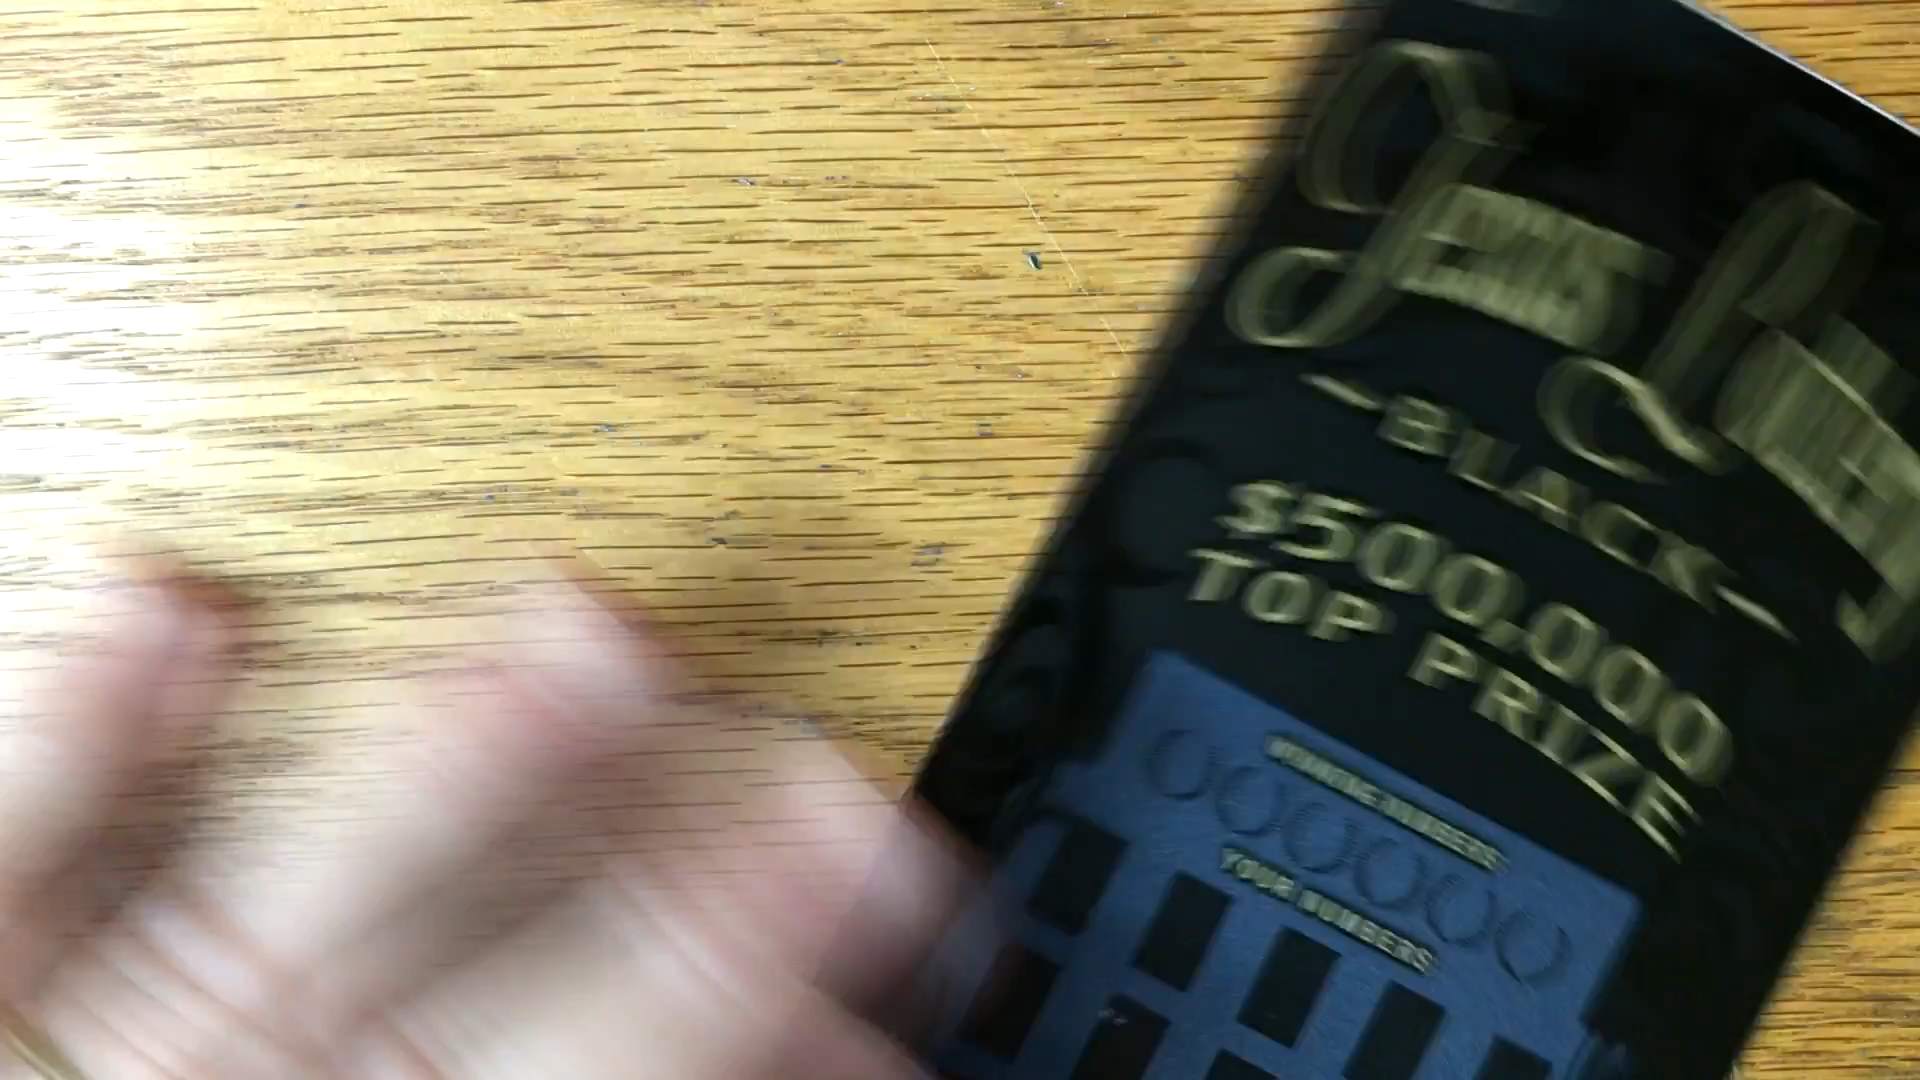 BLACK
$500,000
TOP PRIZE
WINNING NUMBERS
YOUR NUMBERS